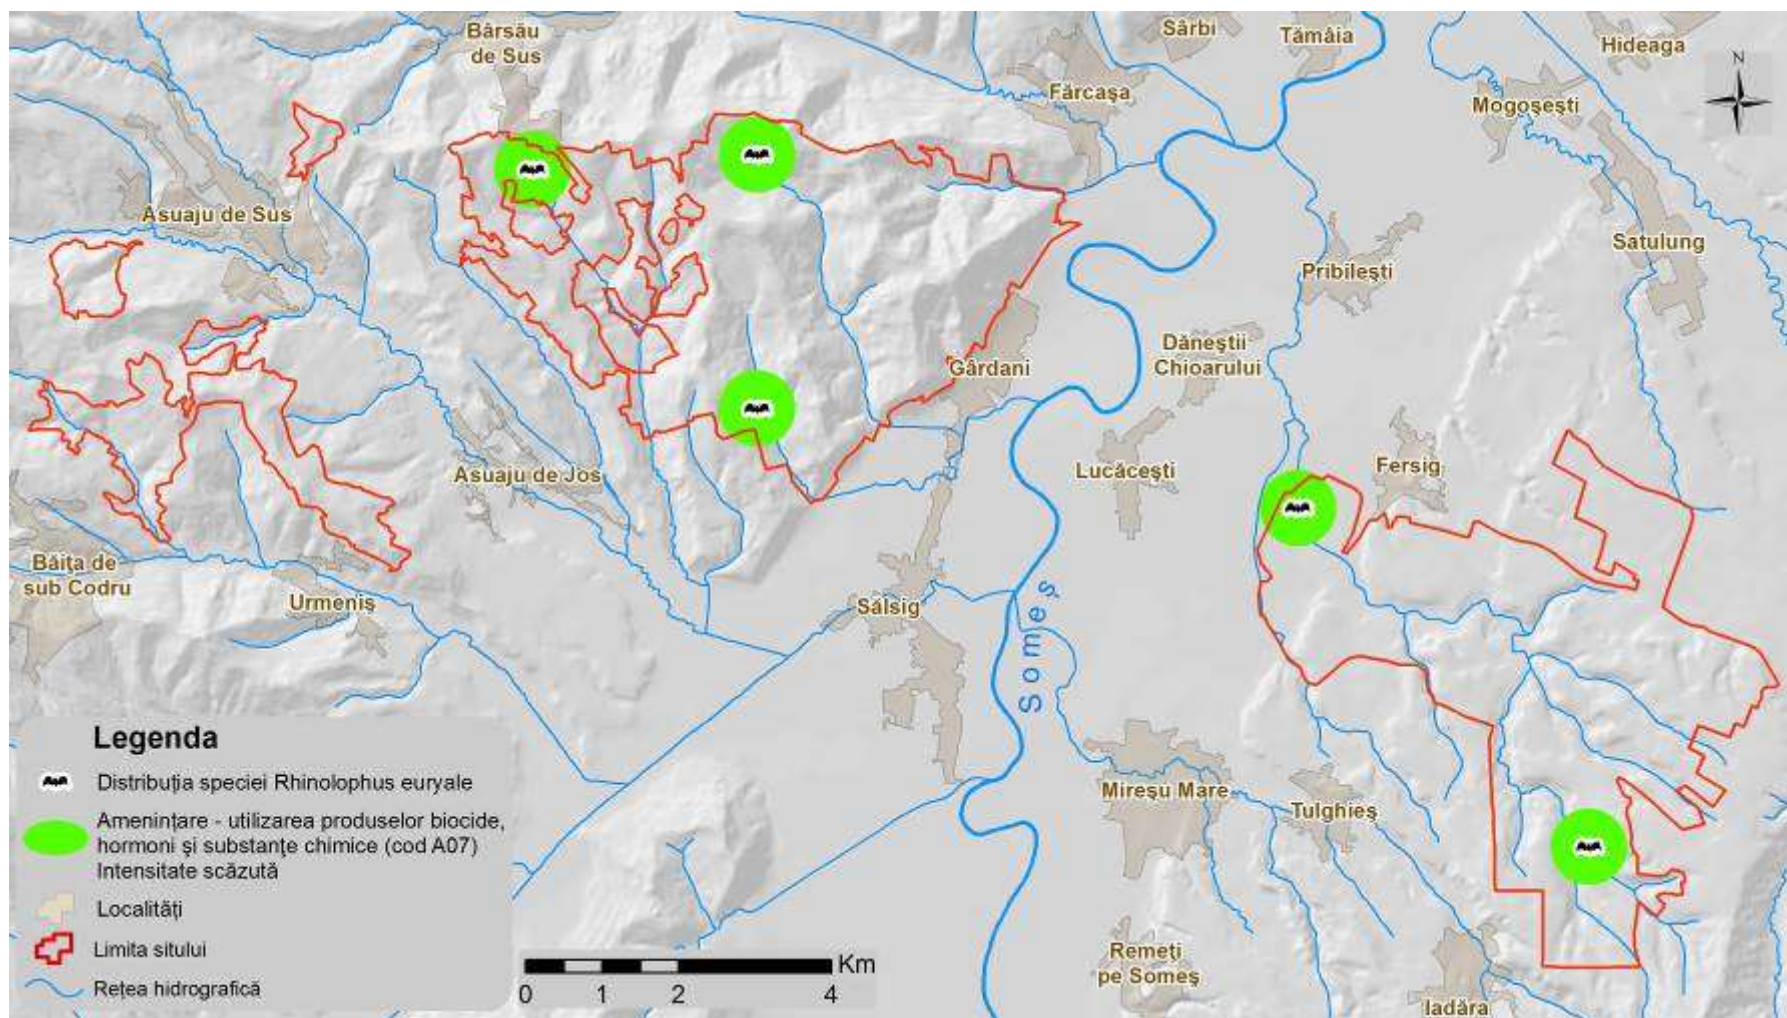 Bârsău
de Sus
Sârbi
Tămâia
Hideaga
N
Fărcaşa
Mogoşeşti
Asuaju de Sus
Satulung
Pribileşti
Dăneştii
Chioarului
Gârdani
Asuaju de Jos
Lucăceşti
Fersig
Băiţa de
sub Codru
Urmeniş
Sălsig
Someş
Mireşu Mare
Tulghieş
Remeţi
pe Someş
Iadăra
Legenda
Distribuţia speciei Rhinolophus euryale
Ameninţare - utilizarea produselor biocide,
hormoni şi substanţe chimice (cod A07)
Intensitate scăzută
Localităţi
Limita sitului
Reţea hidrografică
Km
0 1 2 4